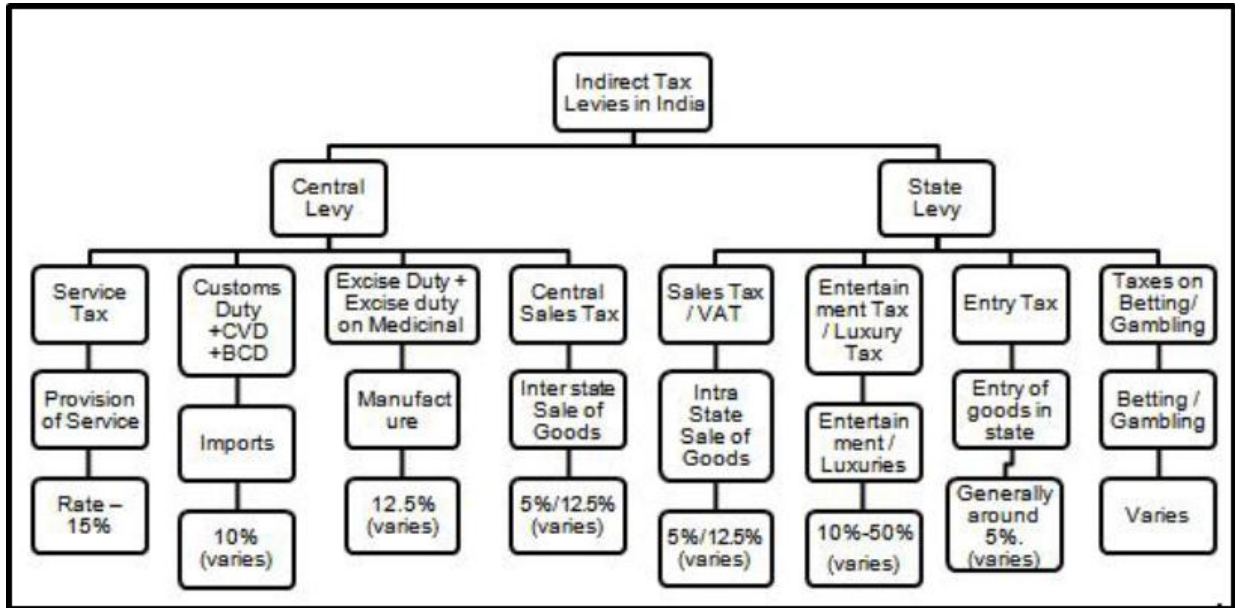 Indirect Tax
Levies in India
Central
Levy
State
Levy
Service
Tax
Customs
Duty
+CVD
+BCD
Excise Duty +
Excise duty
on Medicinal
Central
Sales Tax
Sales Tax
/ VAT
Entertain
ment Tax
/ Luxury
Tax
Entry Tax
Taxes on
Betting/
Gambling
Provision
of Service
Imports
Manufact
ure
Inter state
Sale of
Goods
Intra
State
Sale of
Goods
Entertain
ment /
Luxuries
Entry of
goods in
state
Betting /
Gambling
Rate –
15%
10%
(varies)
12.5%
(varies)
5%/12.5%
(varies)
5%/12.5%
(varies)
10%-50%
(varies)
Generally
around
5%.
(varies)
Varies